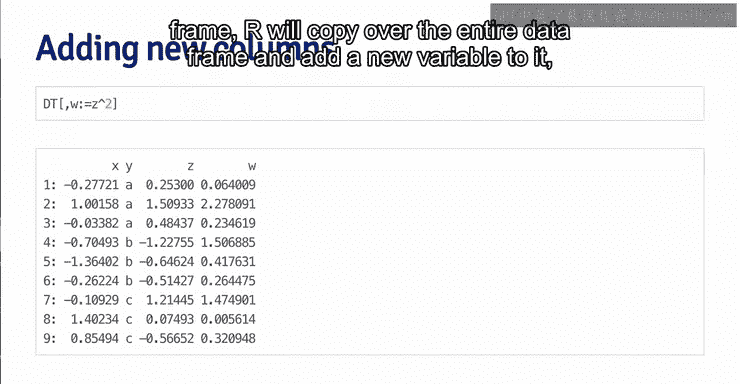 frame, R will copy over the entire data
Adding new columns
frame and add a new variable to it,
DT[,w:=z^2]
x y z w
1: -0.27721 a 0.25300 0.064009
2: 1.00158 a 1.50933 2.278091
3: -0.03382 a 0.48437 0.234619
4: -0.70493 b -1.22755 1.506885
5: -1.36402 b -0.64624 0.417631
6: -0.26224 b -0.51427 0.264475
7: -0.10929 c 1.21445 1.474901
8: 1.40234 c 0.07493 0.005614
9: 0.85494 c -0.56652 0.320948